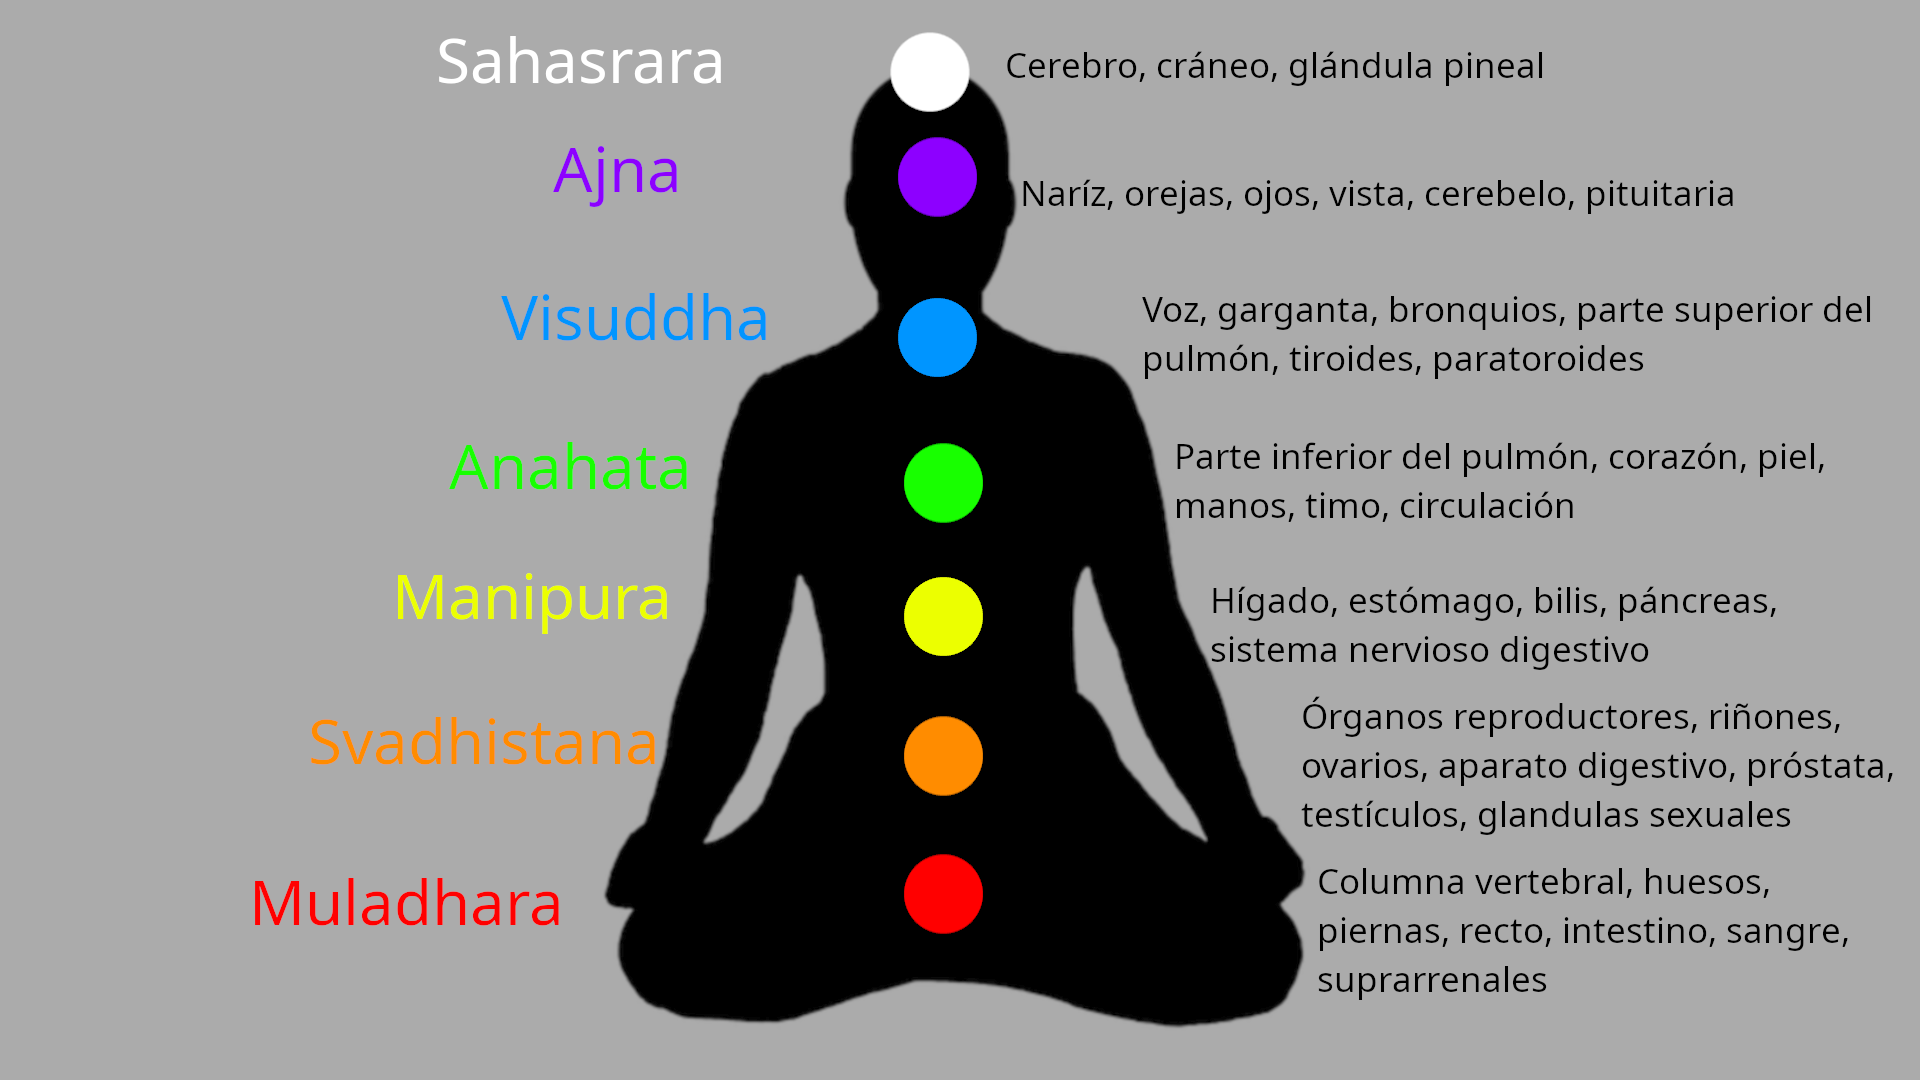 Sahasrara
Cerebro, cráneo, glándula pineal
Ajna
Naríz, orejas, ojos, vista, cerebelo, pituitaria
Visuddha
Voz, garganta, bronquios, parte superior del
pulmón, tiroides, paratoroides
Anahata
Parte inferior del pulmón, corazón, piel,
manos, timo, circulación
Manipura
Hígado, estómago, bilis, páncreas,
sistema nervioso digestivo
Svadhistana
Órganos reproductores, riñones,
ovarios, aparato digestivo, próstata,
testículos, glandulas sexuales
Muladhara
Columna vertebral, huesos,
piernas, recto, intestino, sangre,
suprarrenales